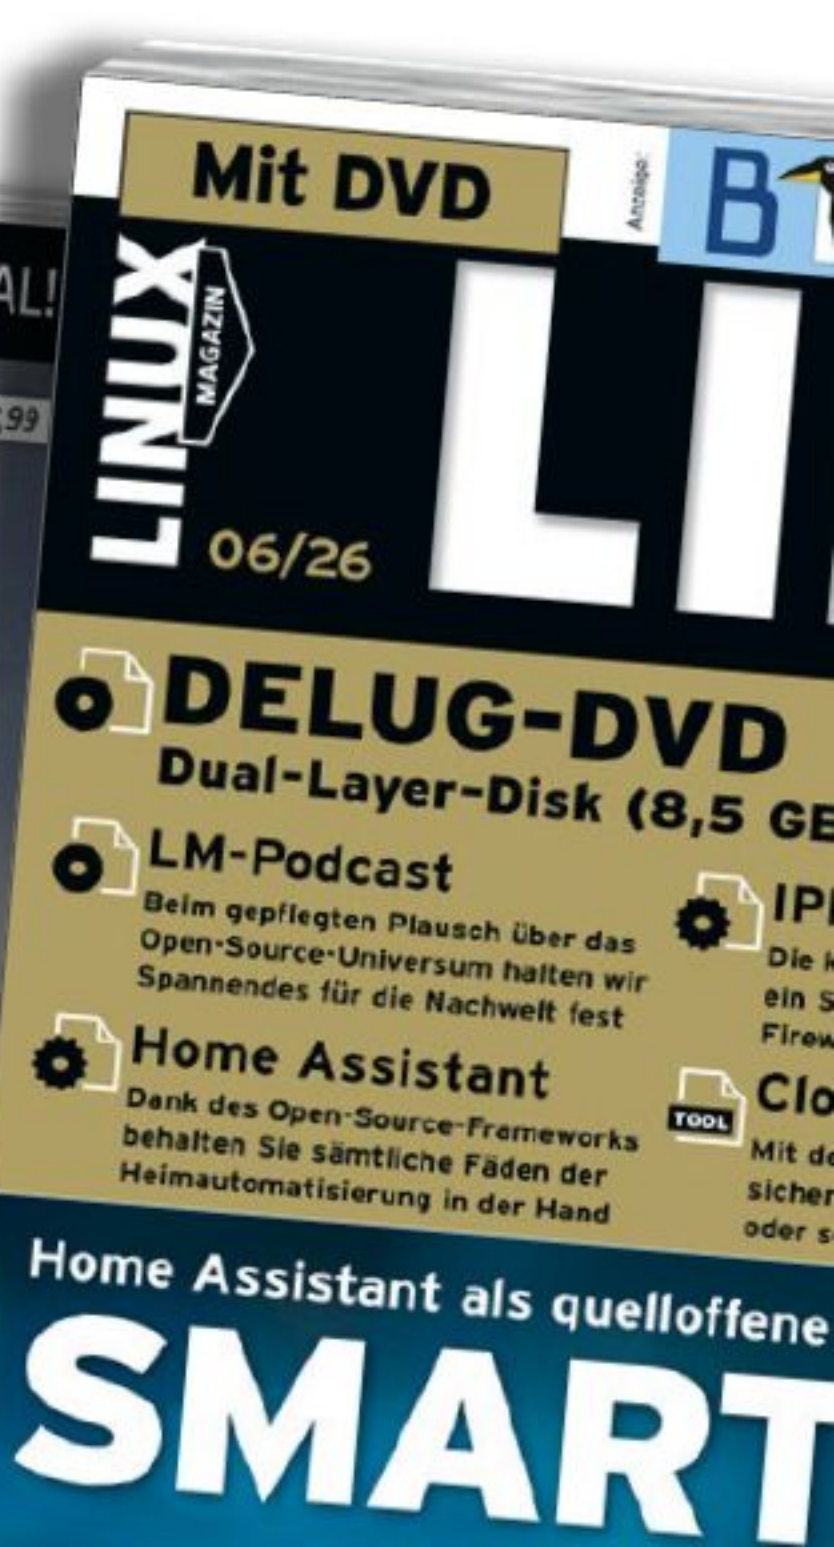 Mit DVD
Anzeige:
B
AL!
,99
LINUX
MAGAZIN
06/26
LI
DELUG-DVD
Dual-Layer-Disk (8,5 GB
LM-Podcast
Beim gepflegten Plausch über das
Open-Source-Universum halten wir
Spannendes für die Nachwelt fest
Home Assistant
Dank des Open-Source-Frameworks
behalten Sie sämtliche Fäden der
Heimautomatisierung in der Hand
Die
ein
TOOL
Clo
Mit de
sicher
oder s
Home Assistant als quelloffene
SMART